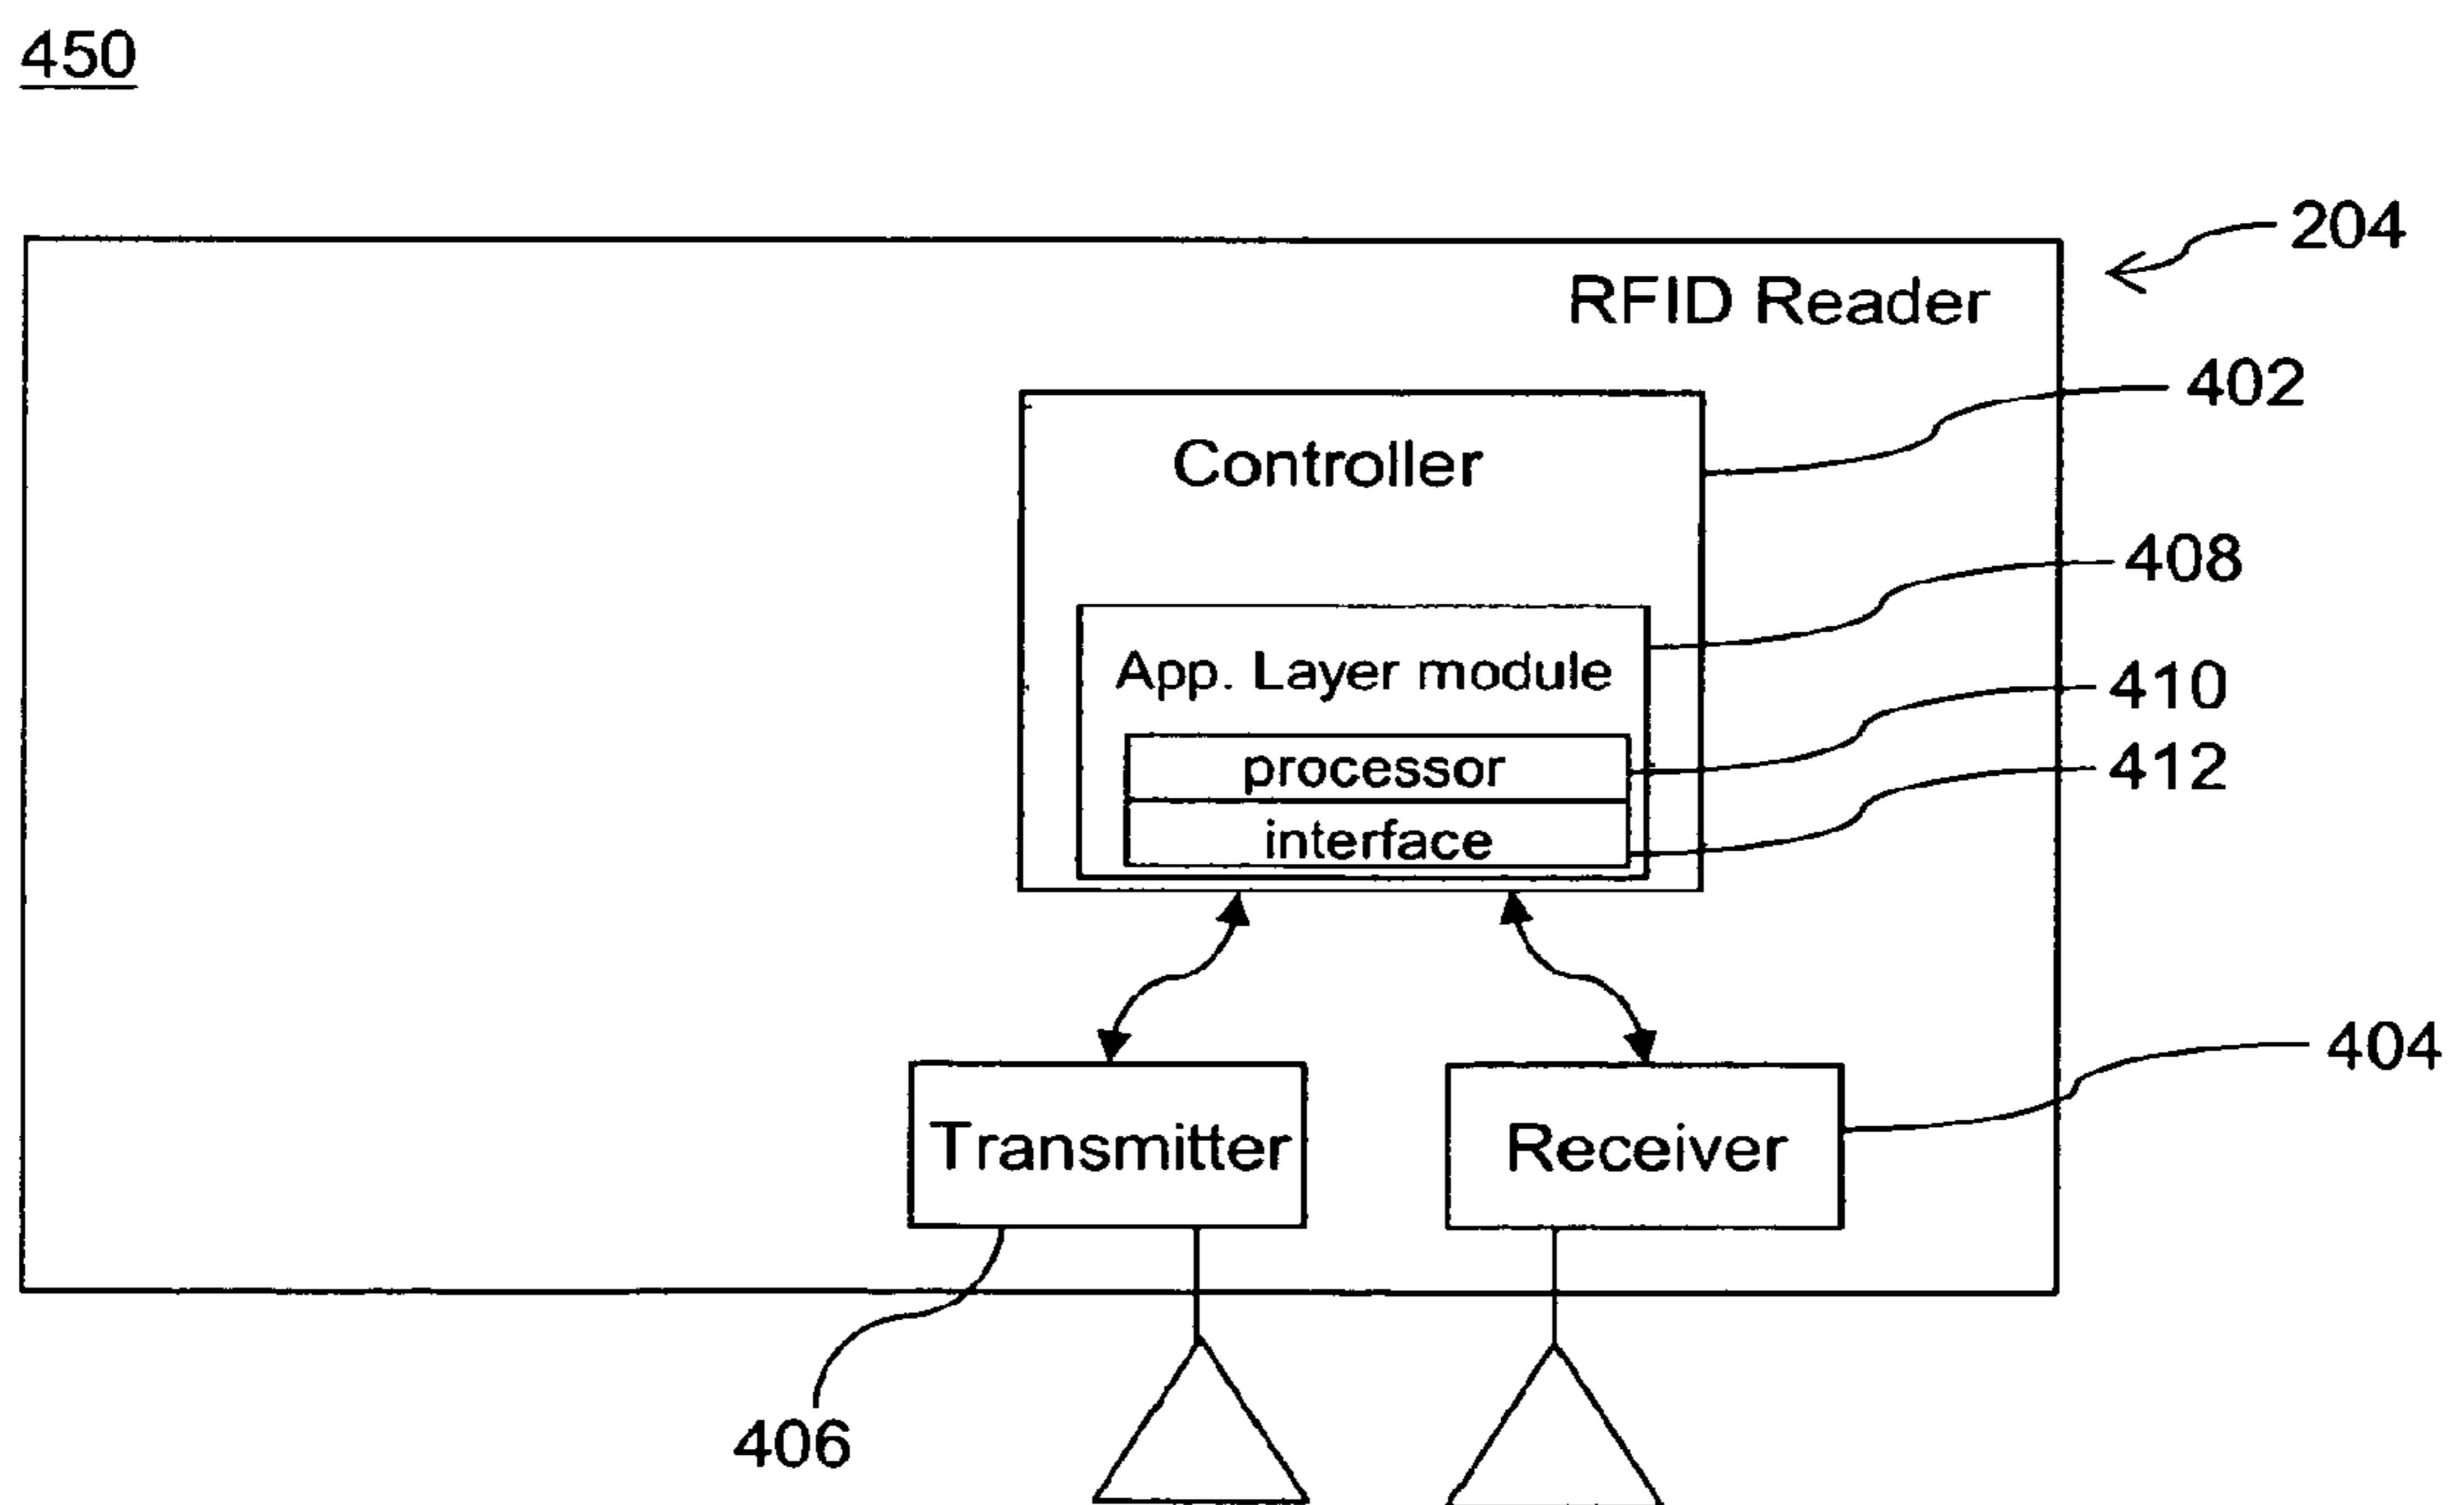 450
204
RFID Reader
402
Controller
408
App. Layer module
410
processor
412
interface
404
Transmitter
Receiver
406